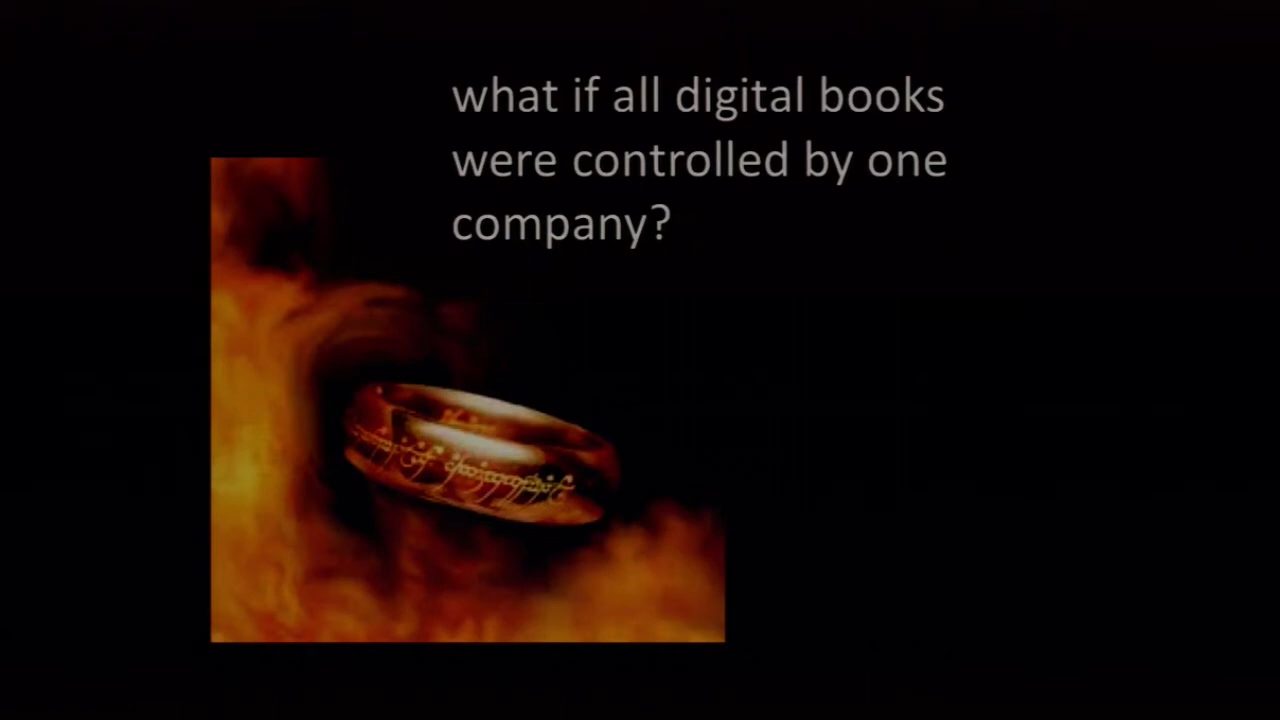 what if all digital books
were controlled by one
company?